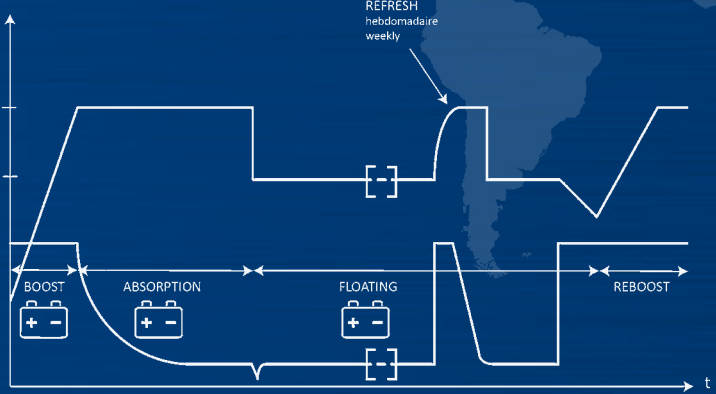 REFRESH
hebdomadaire
weekly
BOOST
ABSORPTION
FLOATING
REBOOST
t